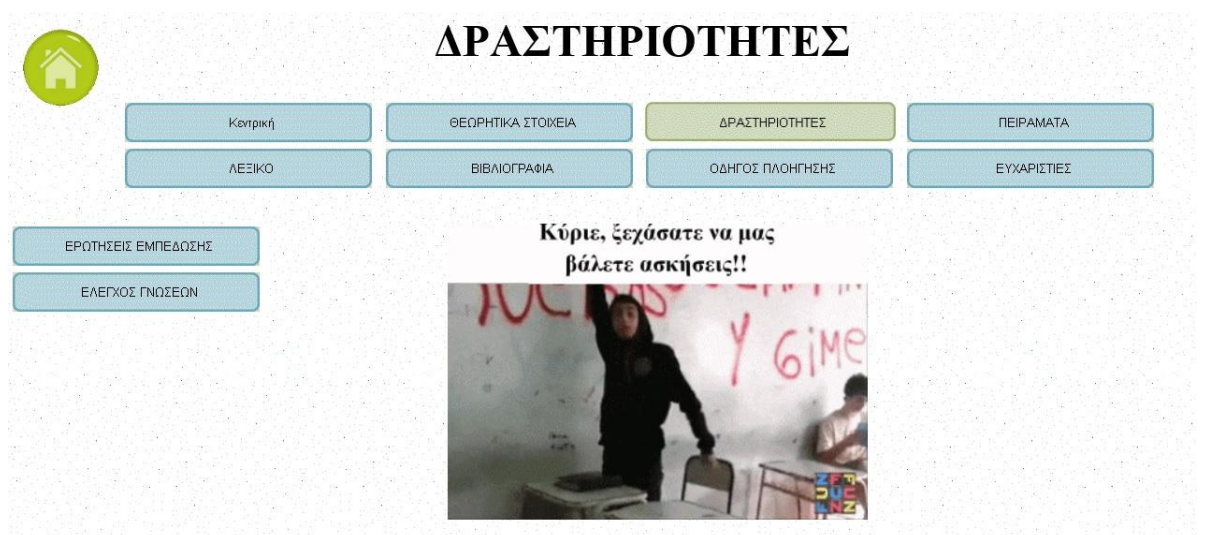 ΔΡΑΣΤΗΡΙΟΤΗΤΕΣ
Κεντρική
ΘΕΩΡΗΤΙΚΑ ΣΤΟΙΧΕΙΑ
ΔΡΑΣΤΗΡΙΟΤΗΤΕΣ
ΠΕΙΡΑΜΑΤΑ
ΛΕΞΙΚΟ
ΒΙΒΛΙΟΓΡΑΦΙΑ
ΟΔΗΓΟΣ ΠΛΟΗΓΗΣΗΣ
ΕΥΧΑΡΙΣΤΙΕΣ
ΕΡΩΤΗΣΕΙΣ ΕΜΠΕΔΩΣΗΣ
ΕΛΕΓΧΟΣ ΓΝΩΣΕΩΝ
Κύριε, ξεχάσατε να μας
βάλετε ασκήσεις!!
Y GiMe